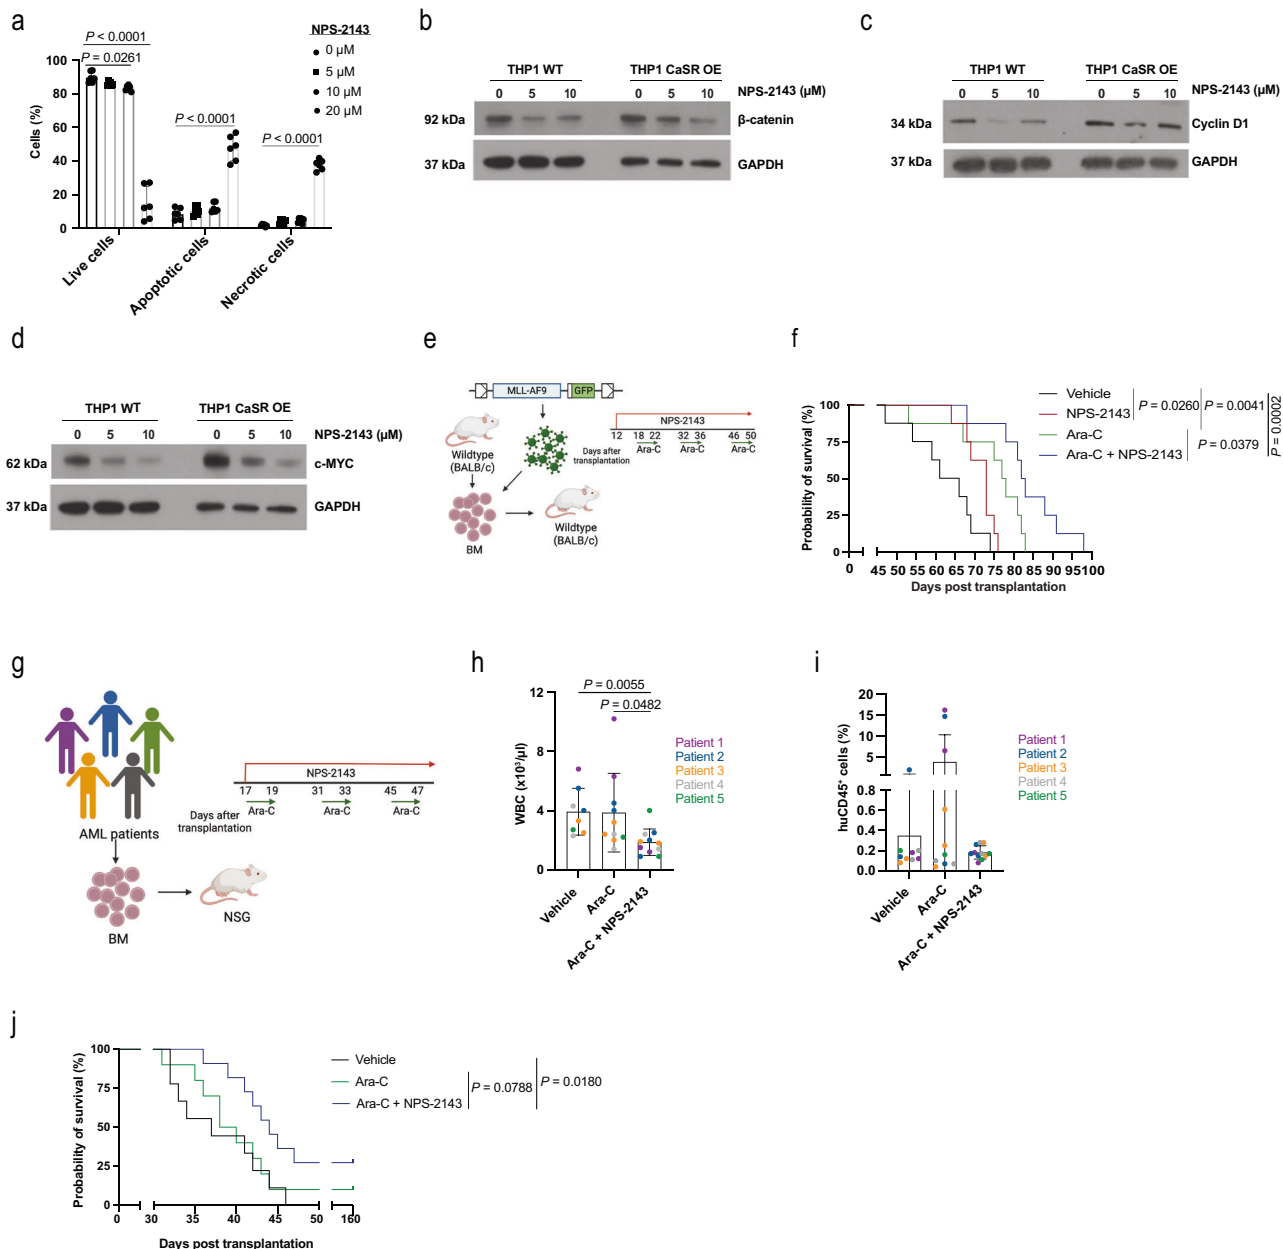 a
NPS-2143
P < 0.0001
P = 0.0261
0 µM
5 µM
10 µM
20 µM
P < 0.0001
P < 0.0001
Cells (%)
100
80
60
40
20
0
Live cells
Apoptotic cells
Necrotic cells
b
THP1 WT THP1 CaSR OE
0 5 10 0 5 10 NPS-2143 (µM)
92 kDa β-catenin
37 kDa GAPDH
c
THP1 WT THP1 CaSR OE
0 5 10 0 5 10 NPS-2143 (µM)
34 kDa Cyclin D1
37 kDa GAPDH
d
THP1 WT THP1 CaSR OE
0 5 10 0 5 10 NPS-2143 (µM)
62 kDa c-MYC
37 kDa GAPDH
e
MLL-AF9 GFP
Wildtype
(BALB/c)
BM
Wildtype
(BALB/c)
NPS-2143
12 18 22 32 36 46 50
Days after
transplantation
Ara-C Ara-C Ara-C
f
Vehicle
NPS-2143
Ara-C
Ara-C + NPS-2143
P = 0.0260
P = 0.0041
P = 0.0002
P = 0.0379
Probability of survival (%)
100
75
50
25
0
0 45 50 55 60 65 70 75 80 85 90 95 100
Days post transplantation
g
AML patients
BM
NSG
NPS-2143
17 19 31 33 45 47
Days after
transplantation
Ara-C Ara-C Ara-C
h
P = 0.0055
P = 0.0482
WBC (x10³/µl)
12
8
4
0
Vehicle
Ara-C
Ara-C + NPS-2143
Patient 1
Patient 2
Patient 3
Patient 4
Patient 5
i
huCD45⁺ cells (%)
20
15
10
5
0.8
0.6
0.4
0.2
0.0
Vehicle
Ara-C
Ara-C + NPS-2143
Patient 1
Patient 2
Patient 3
Patient 4
Patient 5
j
Vehicle
Ara-C
Ara-C + NPS-2143
P = 0.0788
P = 0.0180
Probability of survival (%)
100
75
50
25
0
0 30 35 40 45 50 160
Days post transplantation